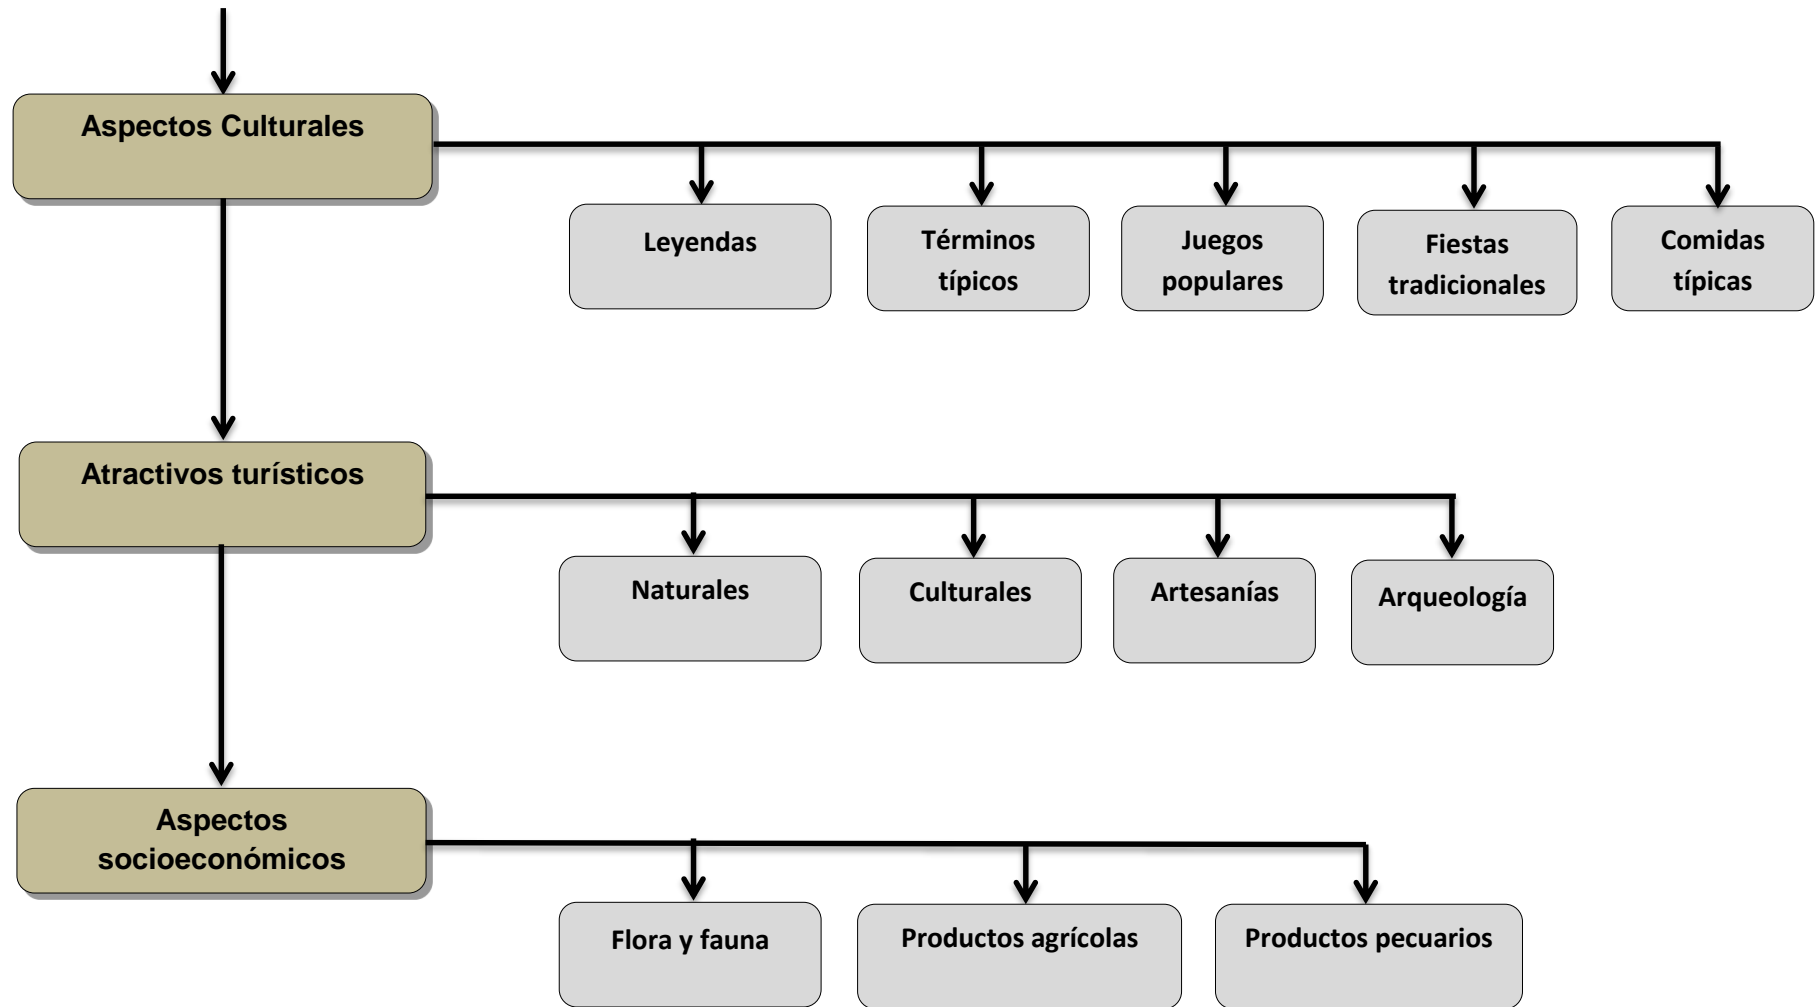 Aspectos Culturales
Leyendas
Términos
típicos
Juegos
populares
Fiestas
tradicionales
Comidas
típicas
Atractivos turísticos
Naturales
Culturales
Artesanías
Arqueología
Aspectos
socioeconómicos
Flora y fauna
Productos agrícolas
Productos pecuarios